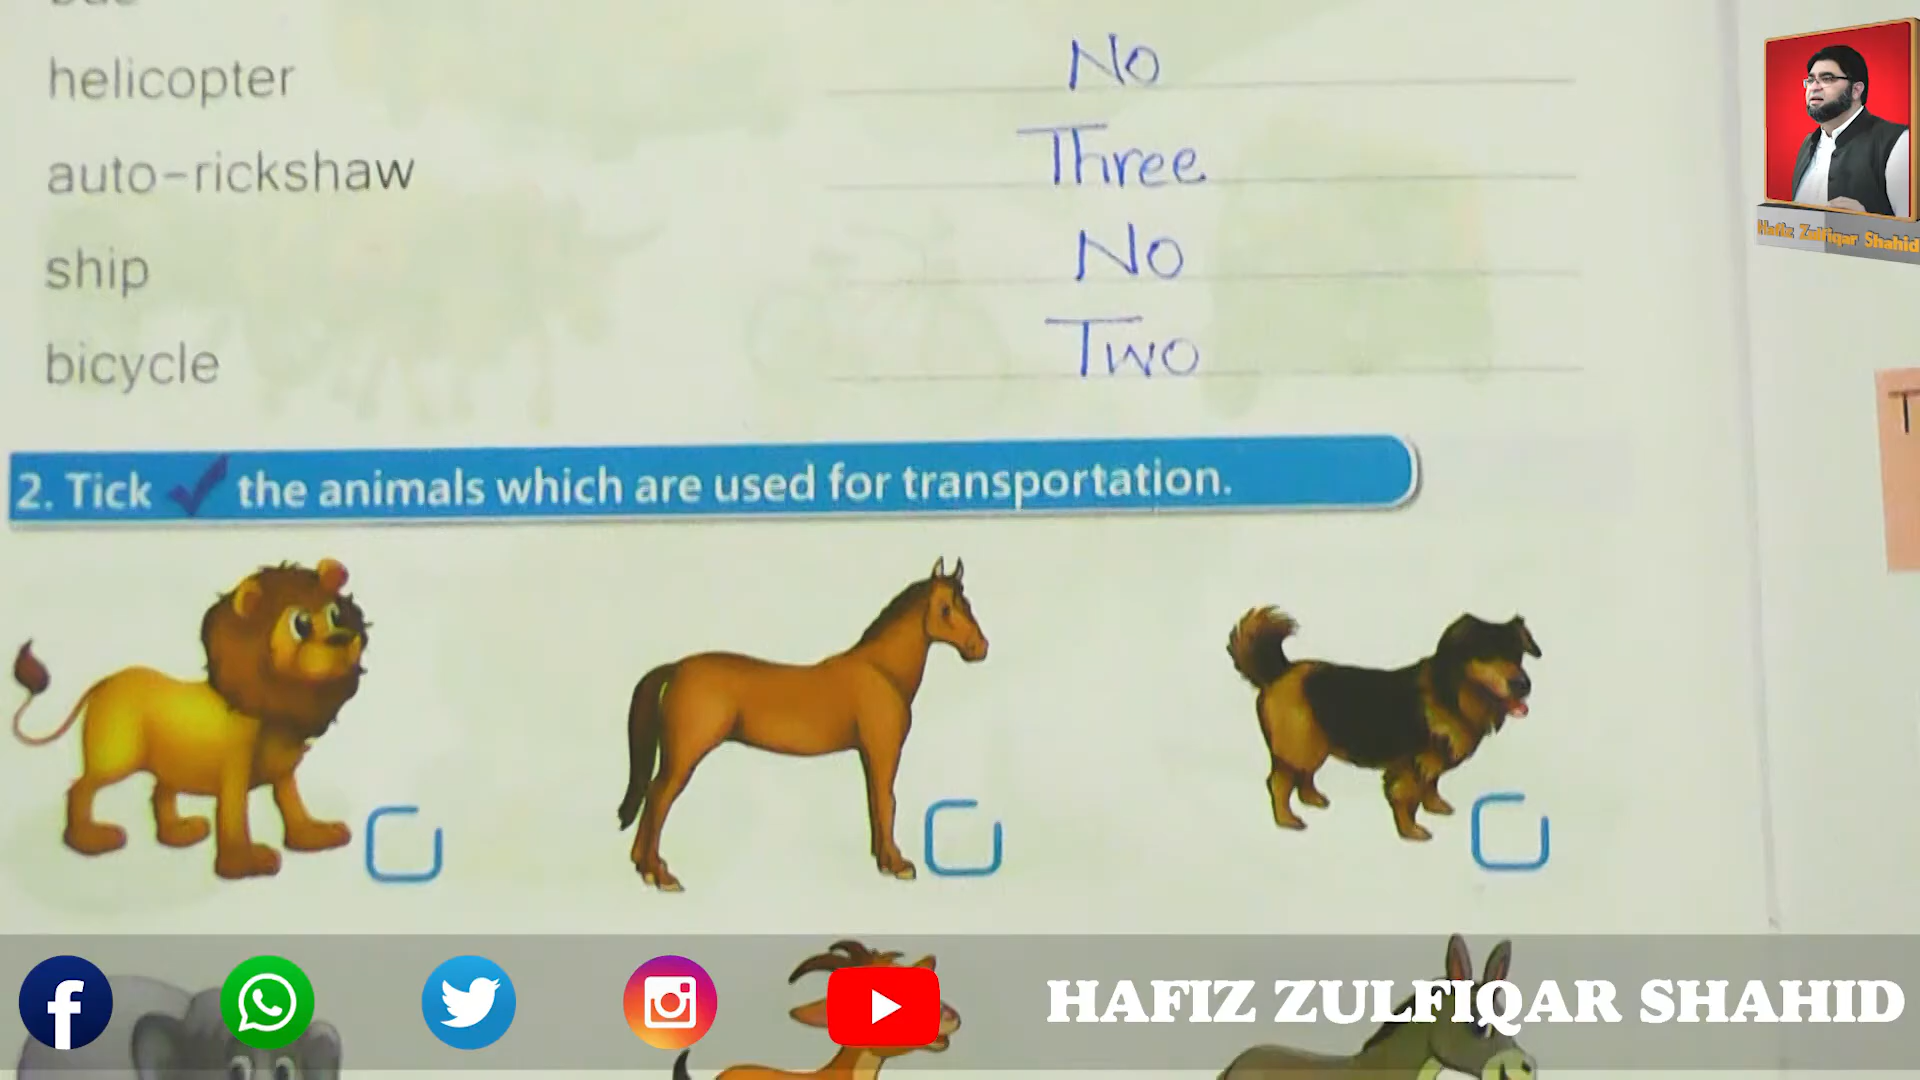 helicopter No
auto-rickshaw Three
ship No
bicycle Two
2. Tick ✓ the animals which are used for transportation.
Hafiz Zulfiqar Shahid
HAFIZ ZULFIQAR SHAHID